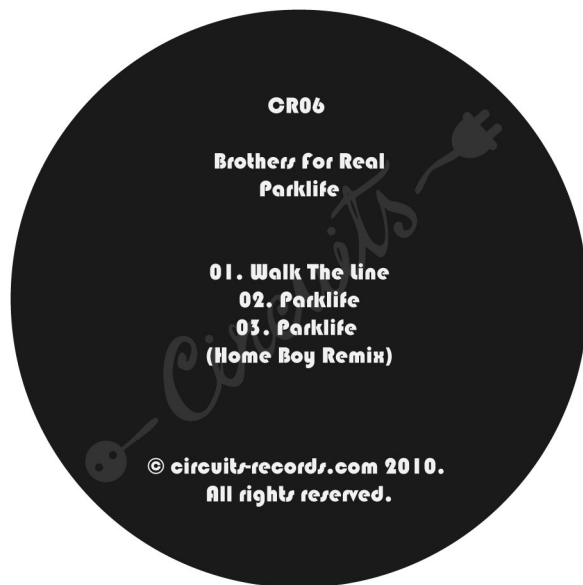 CR06
Brothers For Real
Parklife
Circuits
01. Walk The Line
02. Parklife
03. Parklife
(Home Boy Remix)
© circuits-records.com 2010.
All rights reserved.